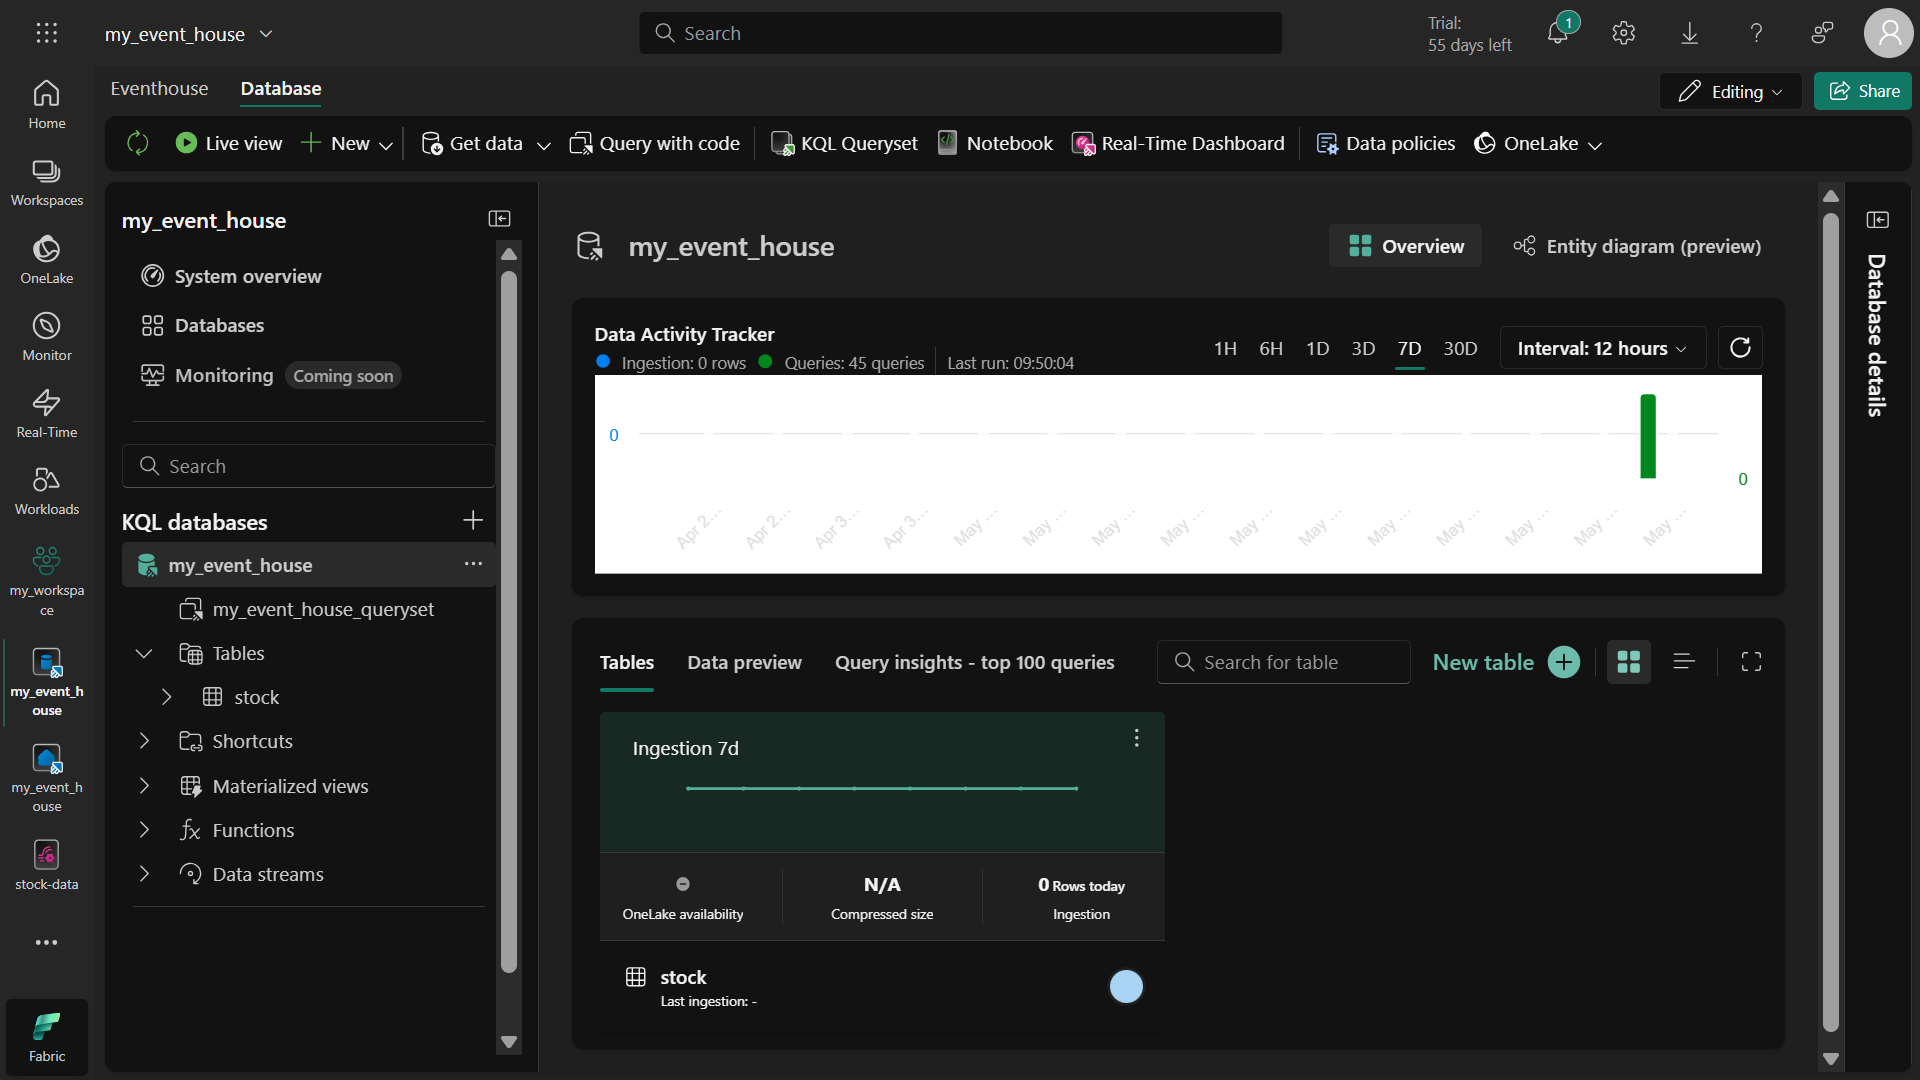 my_event_house
Search
Trial:
55 days left
1
Home
Workspaces
OneLake
Monitor
Real-Time
Workloads
my_workspa
ce
my_event_h
ouse
my_event_h
ouse
stock-data
Fabric
Eventhouse
Database
Editing
Share
Live view
New
Get data
Query with code
KQL Queryset
Notebook
Real-Time Dashboard
Data policies
OneLake
my_event_house
System overview
Databases
Monitoring Coming soon
Search
KQL databases
my_event_house
my_event_house_queryset
Tables
stock
Shortcuts
Materialized views
Functions
Data streams
my_event_house
Overview
Entity diagram (preview)
Data Activity Tracker
Ingestion: 0 rows
Queries: 45 queries
Last run: 09:50:04
1H 6H 1D 3D 7D 30D
Interval: 12 hours
0
0
Apr 2... Apr 2... Apr 3... Apr 3... May ... May ... May ... May ... May ... May ... May ... May ... May ... May ... May ...
Tables
Data preview
Query insights - top 100 queries
Search for table
New table
Ingestion 7d
OneLake availability
N/A
Compressed size
0 Rows today
Ingestion
stock
Last ingestion: -
Database details